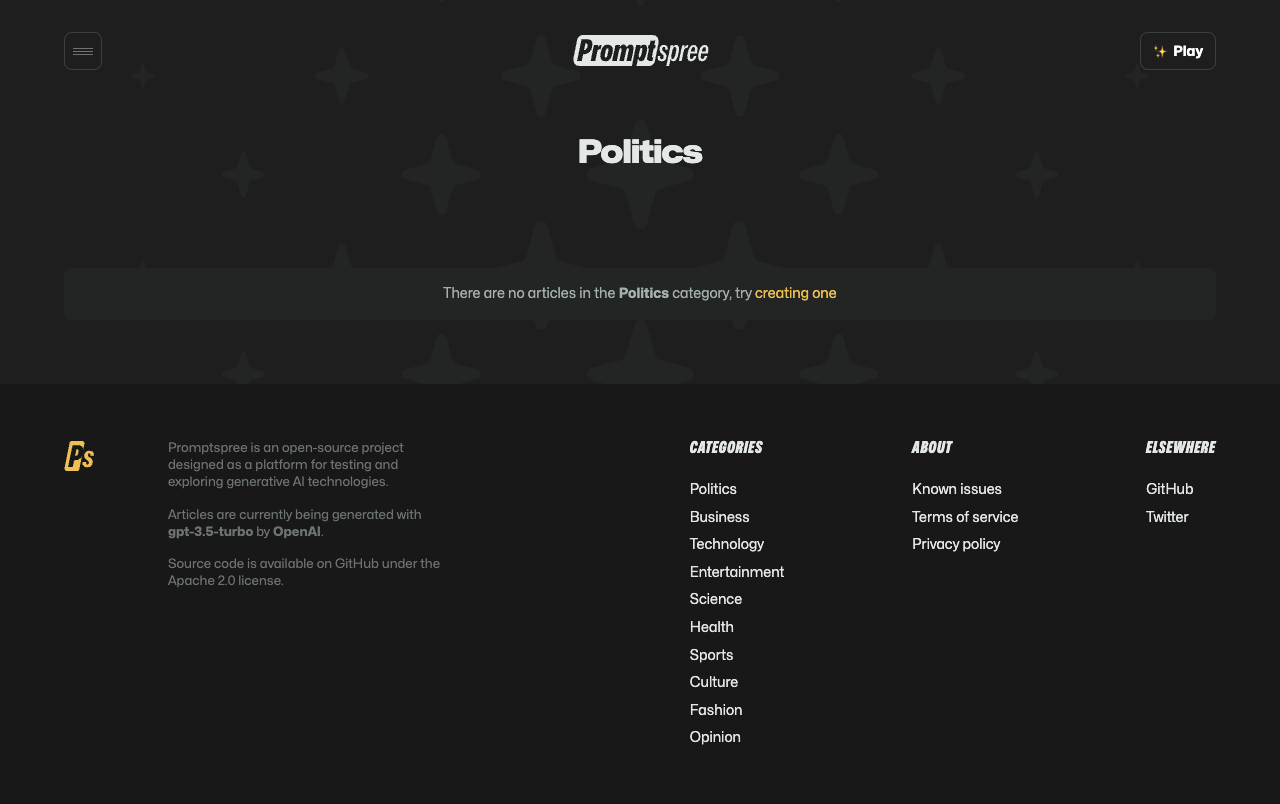 Promptspree
✨ Play
Politics
There are no articles in the Politics category, try creating one
Ps
Promptspree is an open-source project
designed as a platform for testing and
exploring generative AI technologies.
Articles are currently being generated with
gpt-3.5-turbo by OpenAI.
Source code is available on GitHub under the
Apache 2.0 license.
CATEGORIES
Politics
Business
Technology
Entertainment
Science
Health
Sports
Culture
Fashion
Opinion
ABOUT
Known issues
Terms of service
Privacy policy
ELSEWHERE
GitHub
Twitter